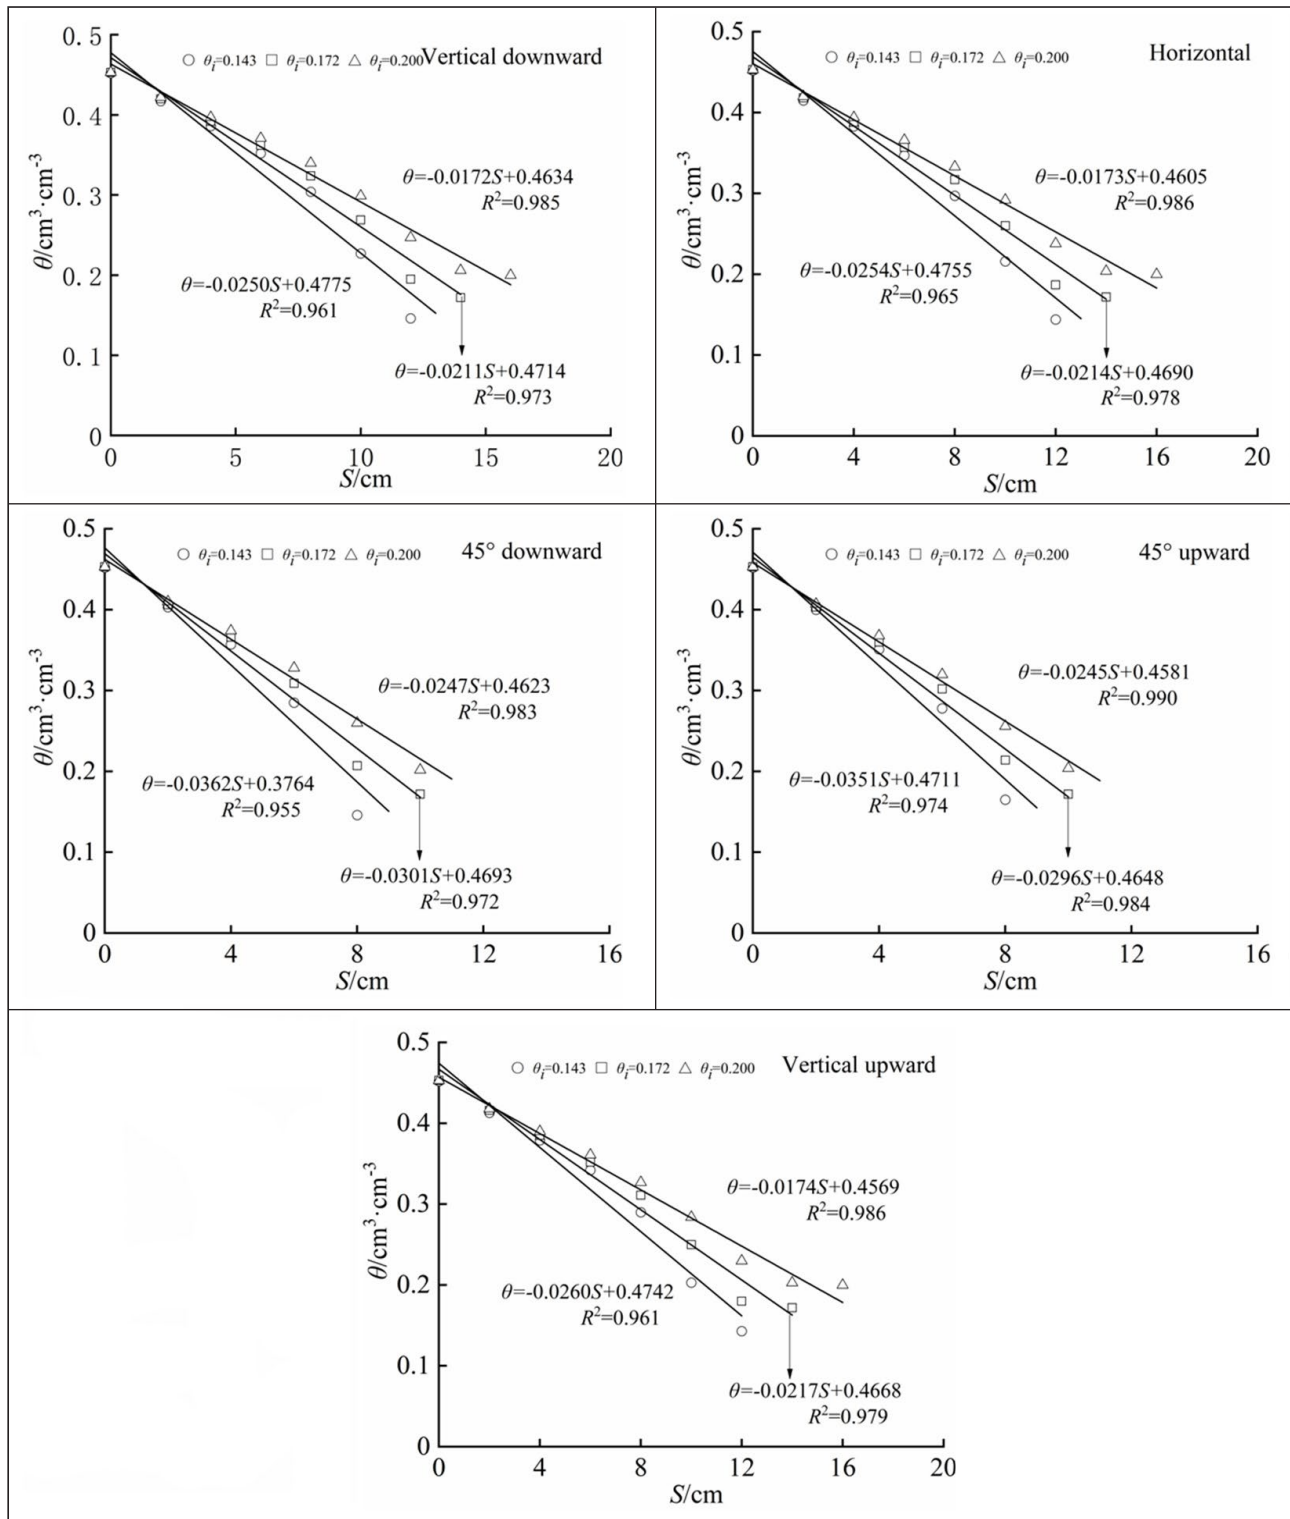 0.5
0.4
0.3
0.2
0.1
0
θ/cm³·cm⁻³
θi=0.143 θi=0.172 θi=0.200
Vertical downward
θ=-0.0172S+0.4634
R²=0.985
θ=-0.0250S+0.4775
R²=0.961
θ=-0.0211S+0.4714
R²=0.973
0 5 10 15 20
S/cm
0.5
0.4
0.3
0.2
0.1
0
θ/cm³·cm⁻³
θi=0.143 θi=0.172 θi=0.200
Horizontal
θ=-0.0173S+0.4605
R²=0.986
θ=-0.0254S+0.4755
R²=0.965
θ=-0.0214S+0.4690
R²=0.978
0 4 8 12 16 20
S/cm
0.5
0.4
0.3
0.2
0.1
0
θ/cm³·cm⁻³
θi=0.143 θi=0.172 θi=0.200
45° downward
θ=-0.0247S+0.4623
R²=0.983
θ=-0.0362S+0.3764
R²=0.955
θ=-0.0301S+0.4693
R²=0.972
0 4 8 12 16
S/cm
0.5
0.4
0.3
0.2
0.1
0
θ/cm³·cm⁻³
θi=0.143 θi=0.172 θi=0.200
45° upward
θ=-0.0245S+0.4581
R²=0.990
θ=-0.0351S+0.4711
R²=0.974
θ=-0.0296S+0.4648
R²=0.984
0 4 8 12 16
S/cm
0.5
0.4
0.3
0.2
0.1
0
θ/cm³·cm⁻³
θi=0.143 θi=0.172 θi=0.200
Vertical upward
θ=-0.0174S+0.4569
R²=0.986
θ=-0.0260S+0.4742
R²=0.961
θ=-0.0217S+0.4668
R²=0.979
0 4 8 12 16 20
S/cm